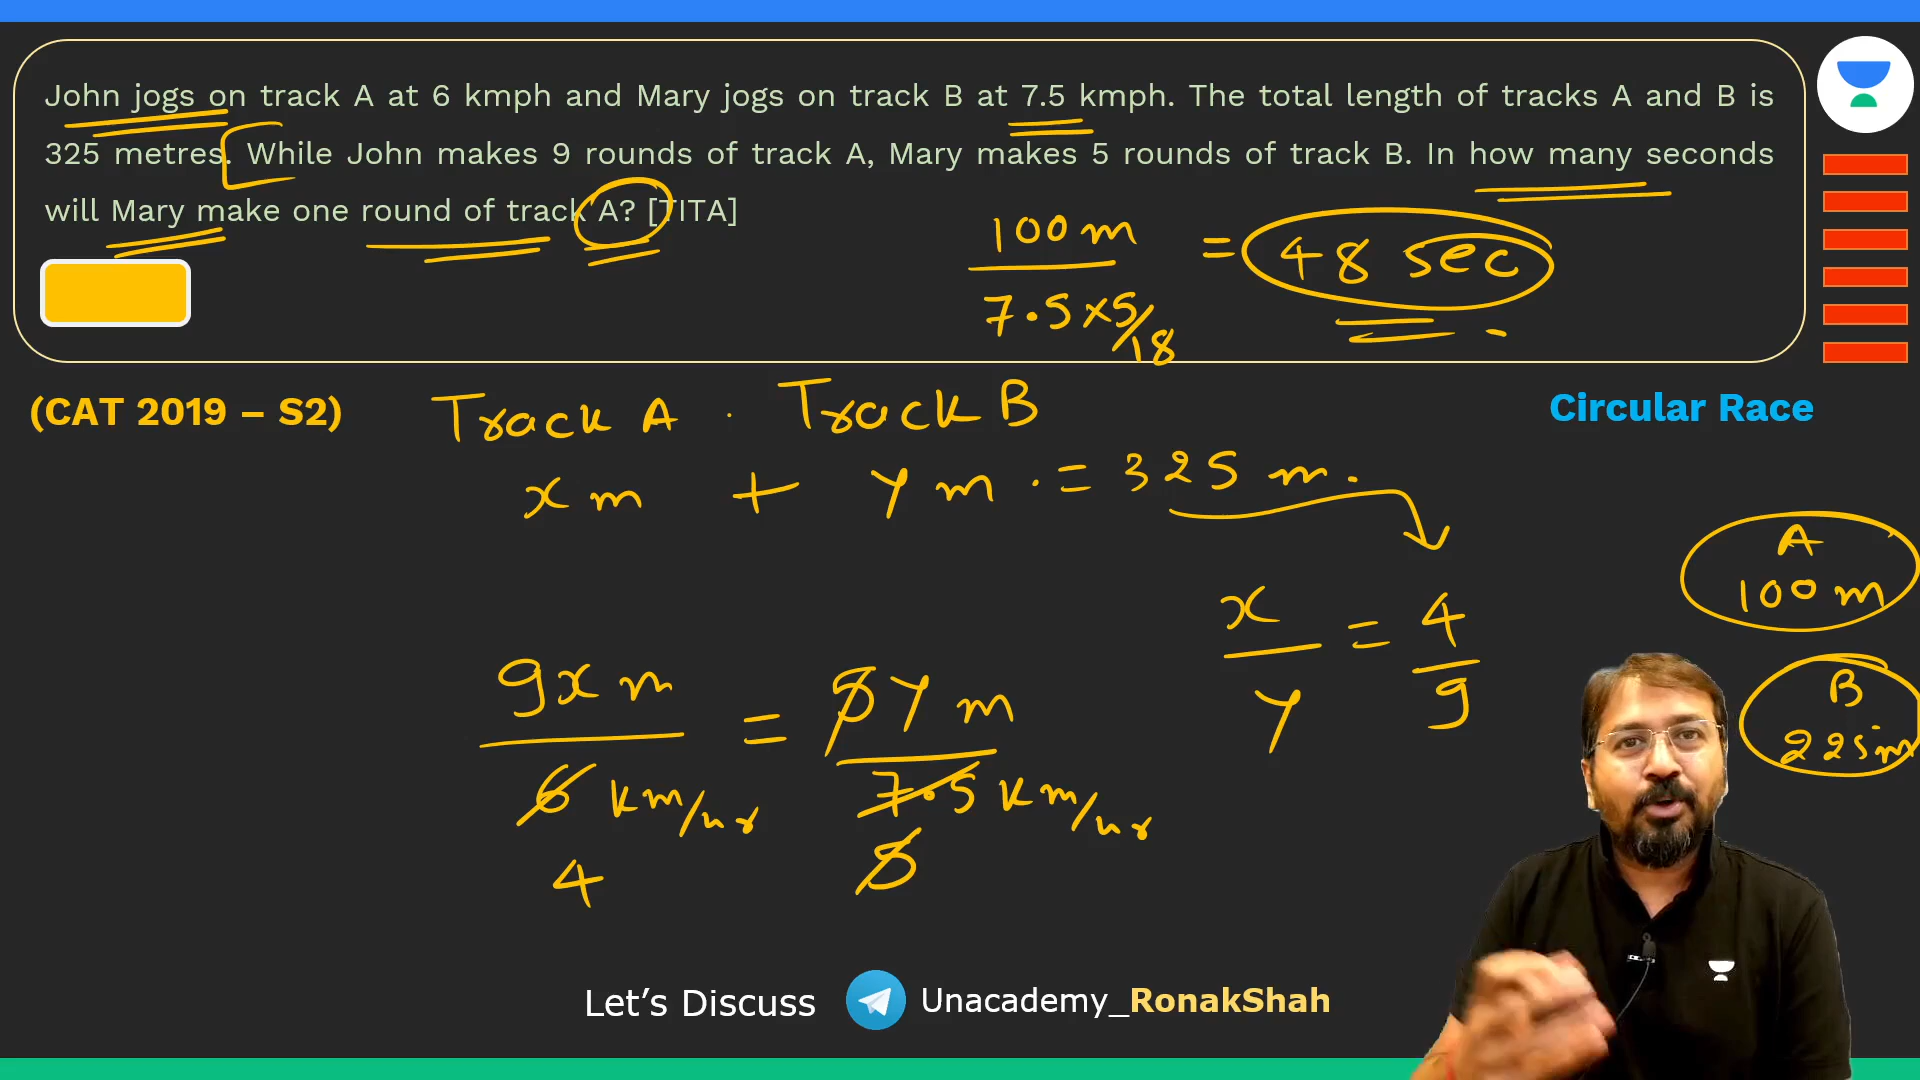 John jogs on track A at 6 kmph and Mary jogs on track B at 7.5 kmph. The total length of tracks A and B is
325 metres. While John makes 9 rounds of track A, Mary makes 5 rounds of track B. In how many seconds
will Mary make one round of track A? [TITA]
100 m
= 48 sec
7.5 x 5/18
(CAT 2019 – S2)
Track A . Track B
Circular Race
x m + y m . = 325 m.
A
100 m
x
y
= 4
9
B
225 m
9x m = 5y m
6 km/hr 7.5 km/hr
4 5
Let’s Discuss Unacademy_RonakShah